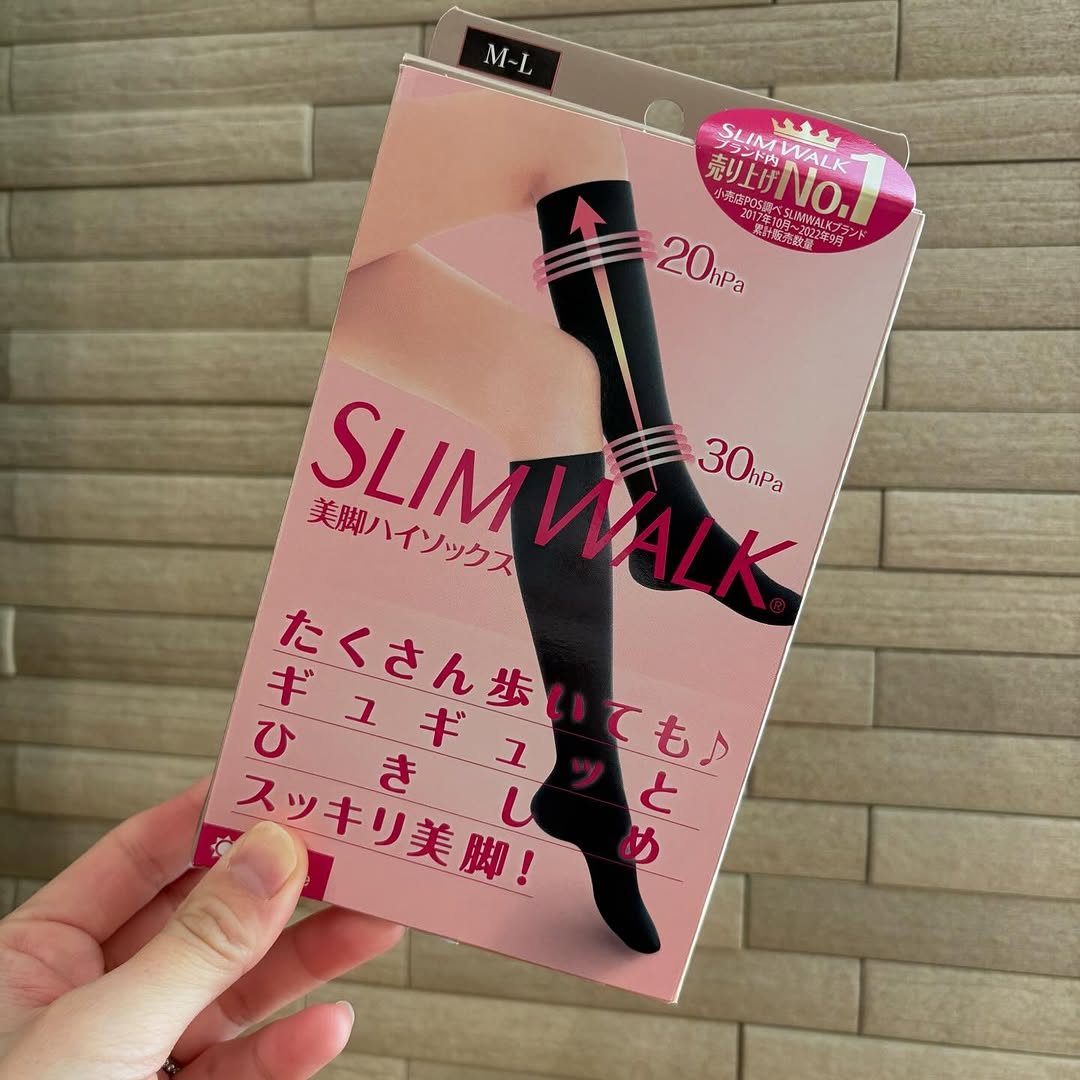 M~L
SLIM WALK
ブランド内
売り上げNo.1
小売店POS調べ SLIMWALKブランド
2017年10月~2022年9月
累計販売数量
20hPa
30hPa
SLIM WALK®
美脚ハイソックス
たくさん歩いても♪
ギュギュッと
ひきしめ
スッキリ美脚!